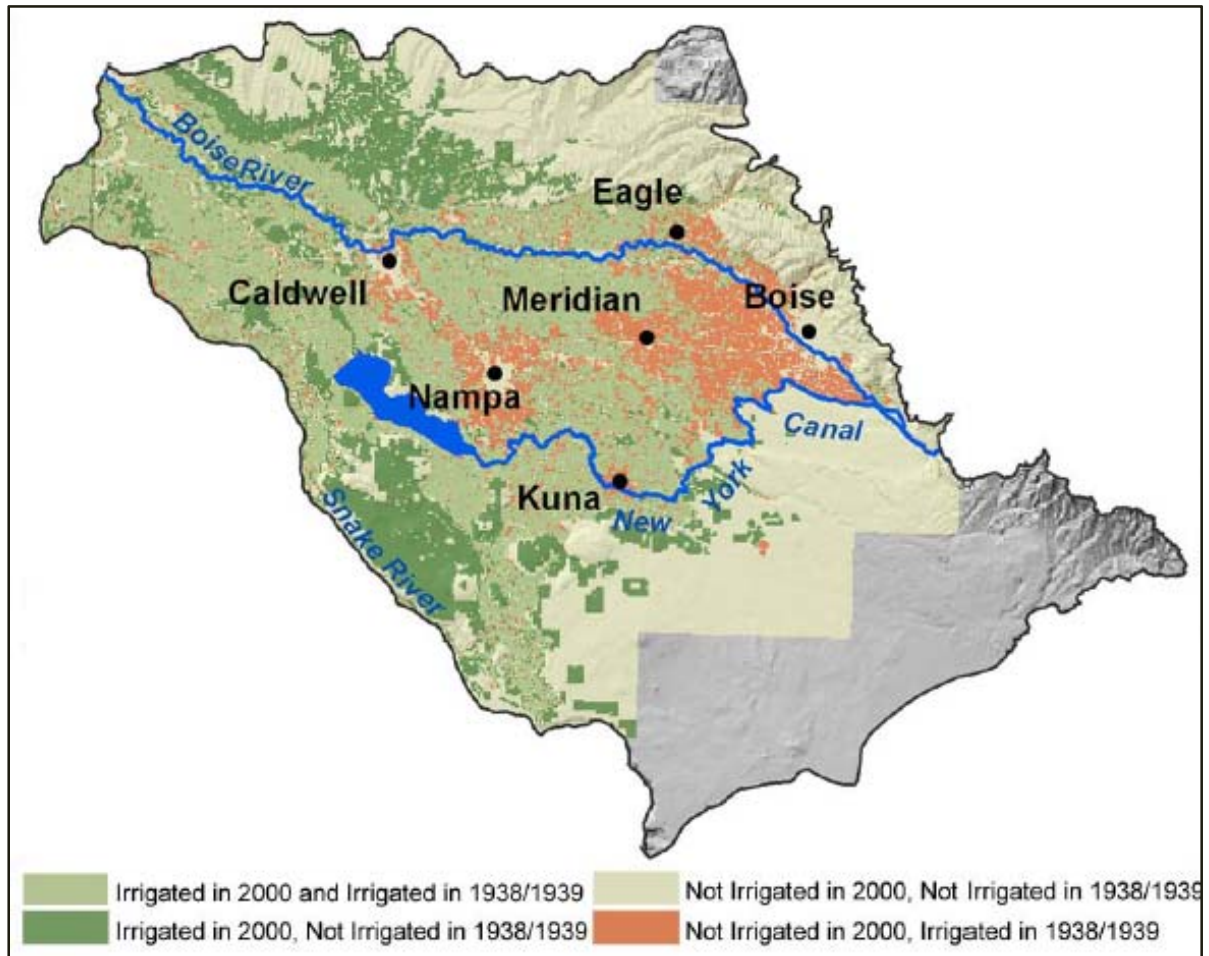 Boise River
Eagle
Caldwell
Meridian
Boise
Nampa
Canal
York
Kuna
New
Snake River
Irrigated in 2000 and Irrigated in 1938/1939
Not Irrigated in 2000, Not Irrigated in 1938/1939
Irrigated in 2000, Not Irrigated in 1938/1939
Not Irrigated in 2000, Irrigated in 1938/1939